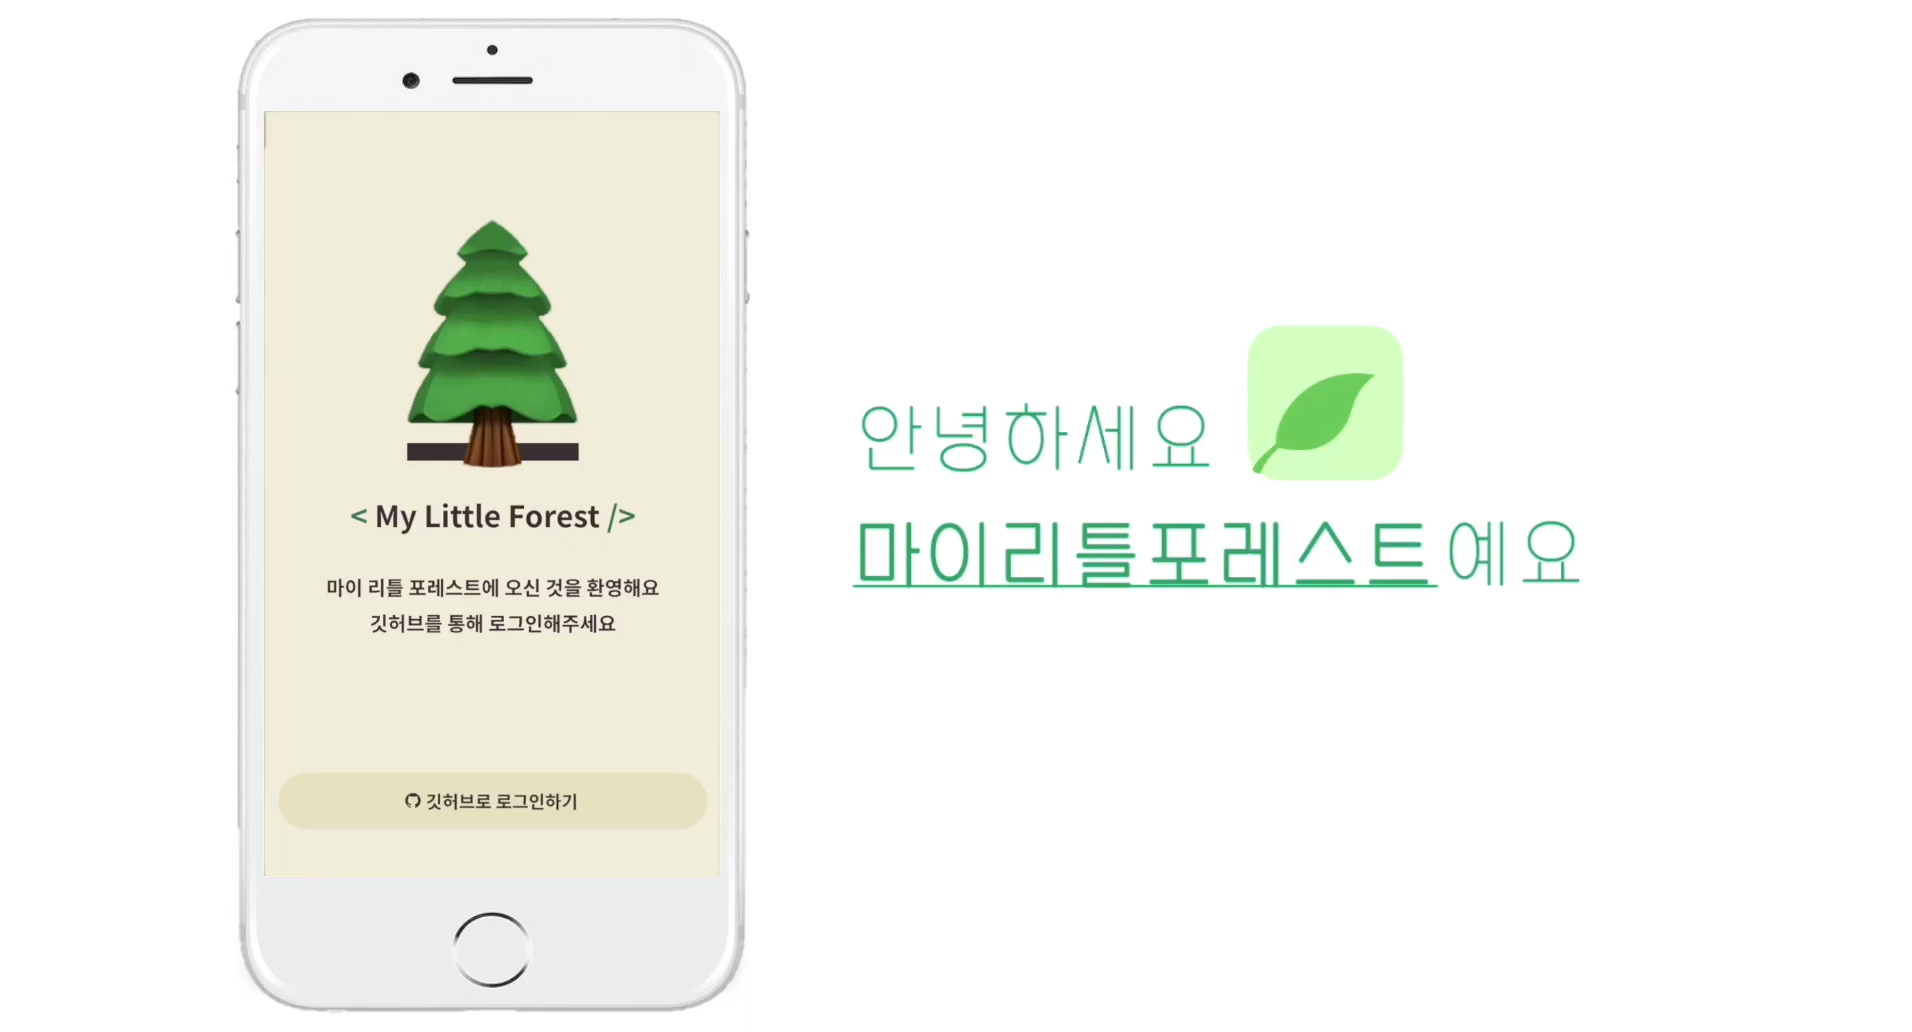 < My Little Forest />
마이 리틀 포레스트에 오신 것을 환영해요
깃허브를 통해 로그인해주세요
깃허브로 로그인하기
안녕하세요
마이리틀포레스트예요